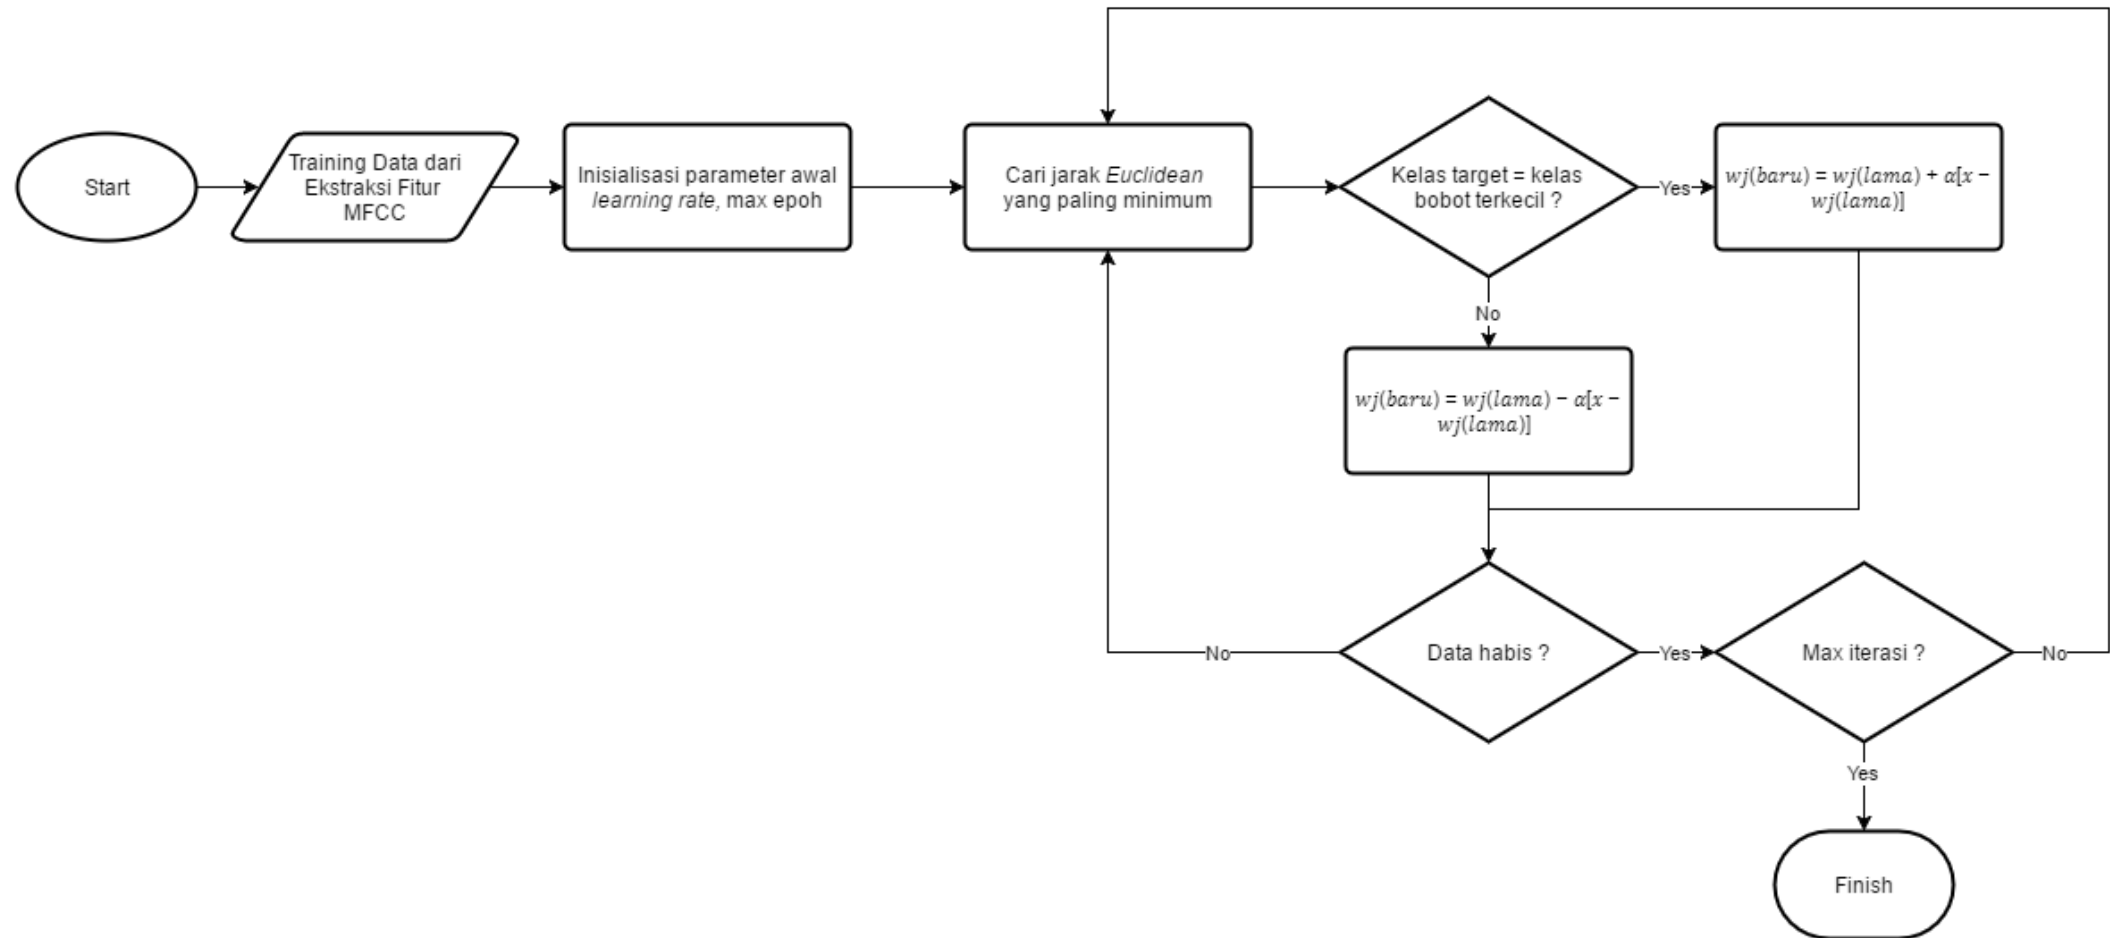 Start
Training Data dari
Ekstraksi Fitur
MFCC
Inisialisasi parameter awal
learning rate, max epoh
Cari jarak Euclidean
yang paling minimum
Kelas target = kelas
bobot terkecil ?
Yes
wj(baru) = wj(lama) + α[x −
wj(lama)]
No
wj(baru) = wj(lama) − α[x −
wj(lama)]
No
Data habis ?
Yes
Max iterasi ?
No
Yes
Finish